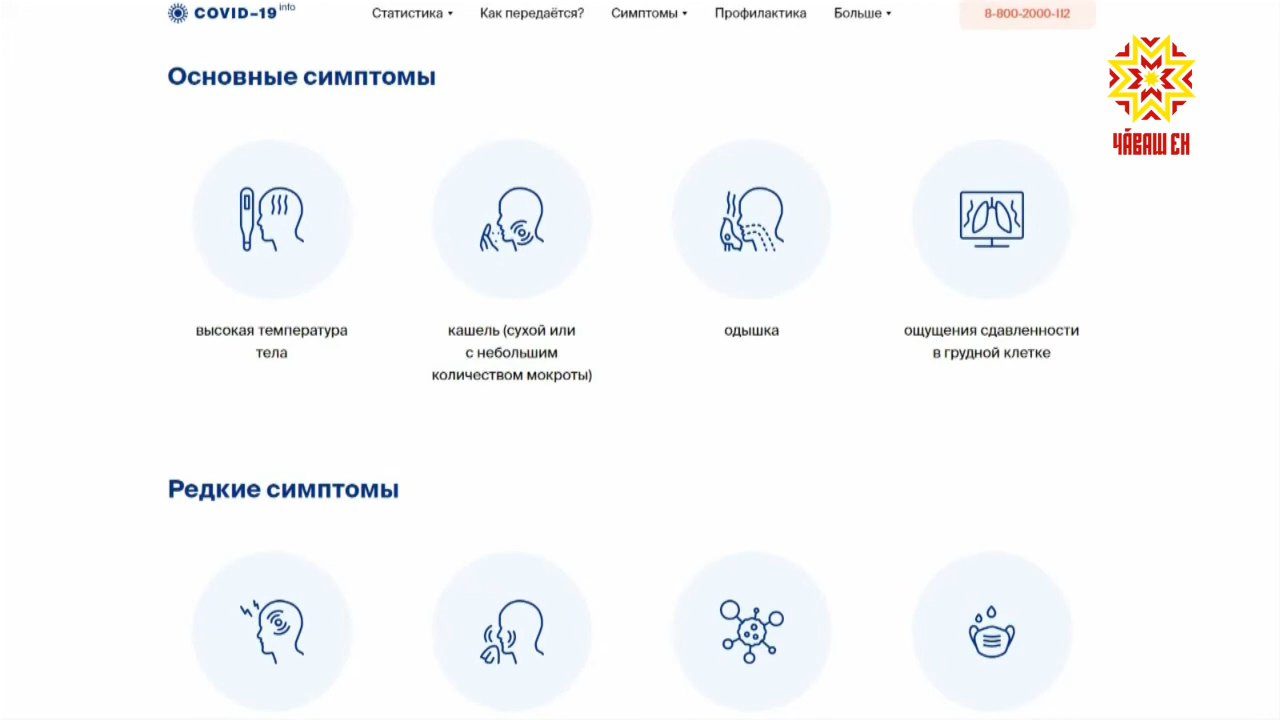 COVID-19 info
Статистика
Как передаётся?
Симптомы
Профилактика
Больше
8-800-2000-112
ЧӐВАШ ЕН
Основные симптомы
высокая температура
тела
кашель (сухой или
с небольшим
количеством мокроты)
одышка
ощущения сдавленности
в грудной клетке
Редкие симптомы